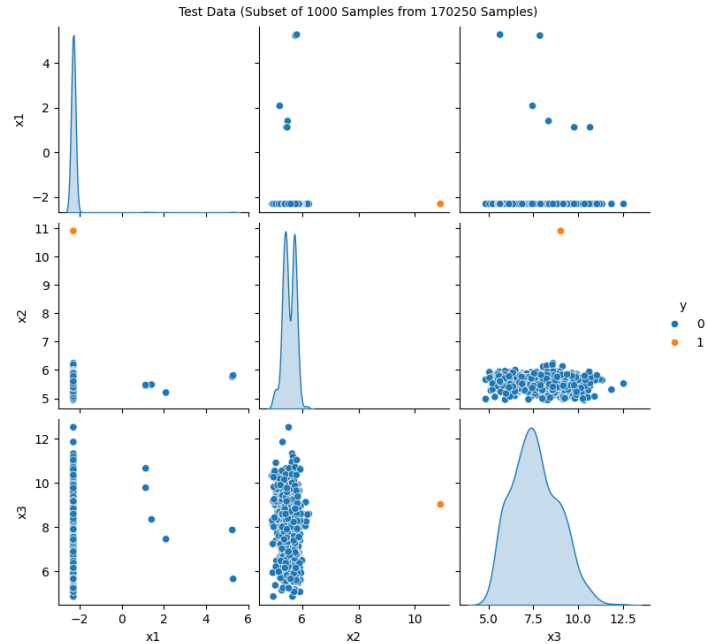 Test Data (Subset of 1000 Samples from 170250 Samples)
x1
4
2
0
−2
x2
11
10
9
8
7
6
5
y
0
1
x3
12
10
8
6
−2 0 2 4 6
x1
6 8 10
x2
5.0 7.5 10.0 12.5
x3